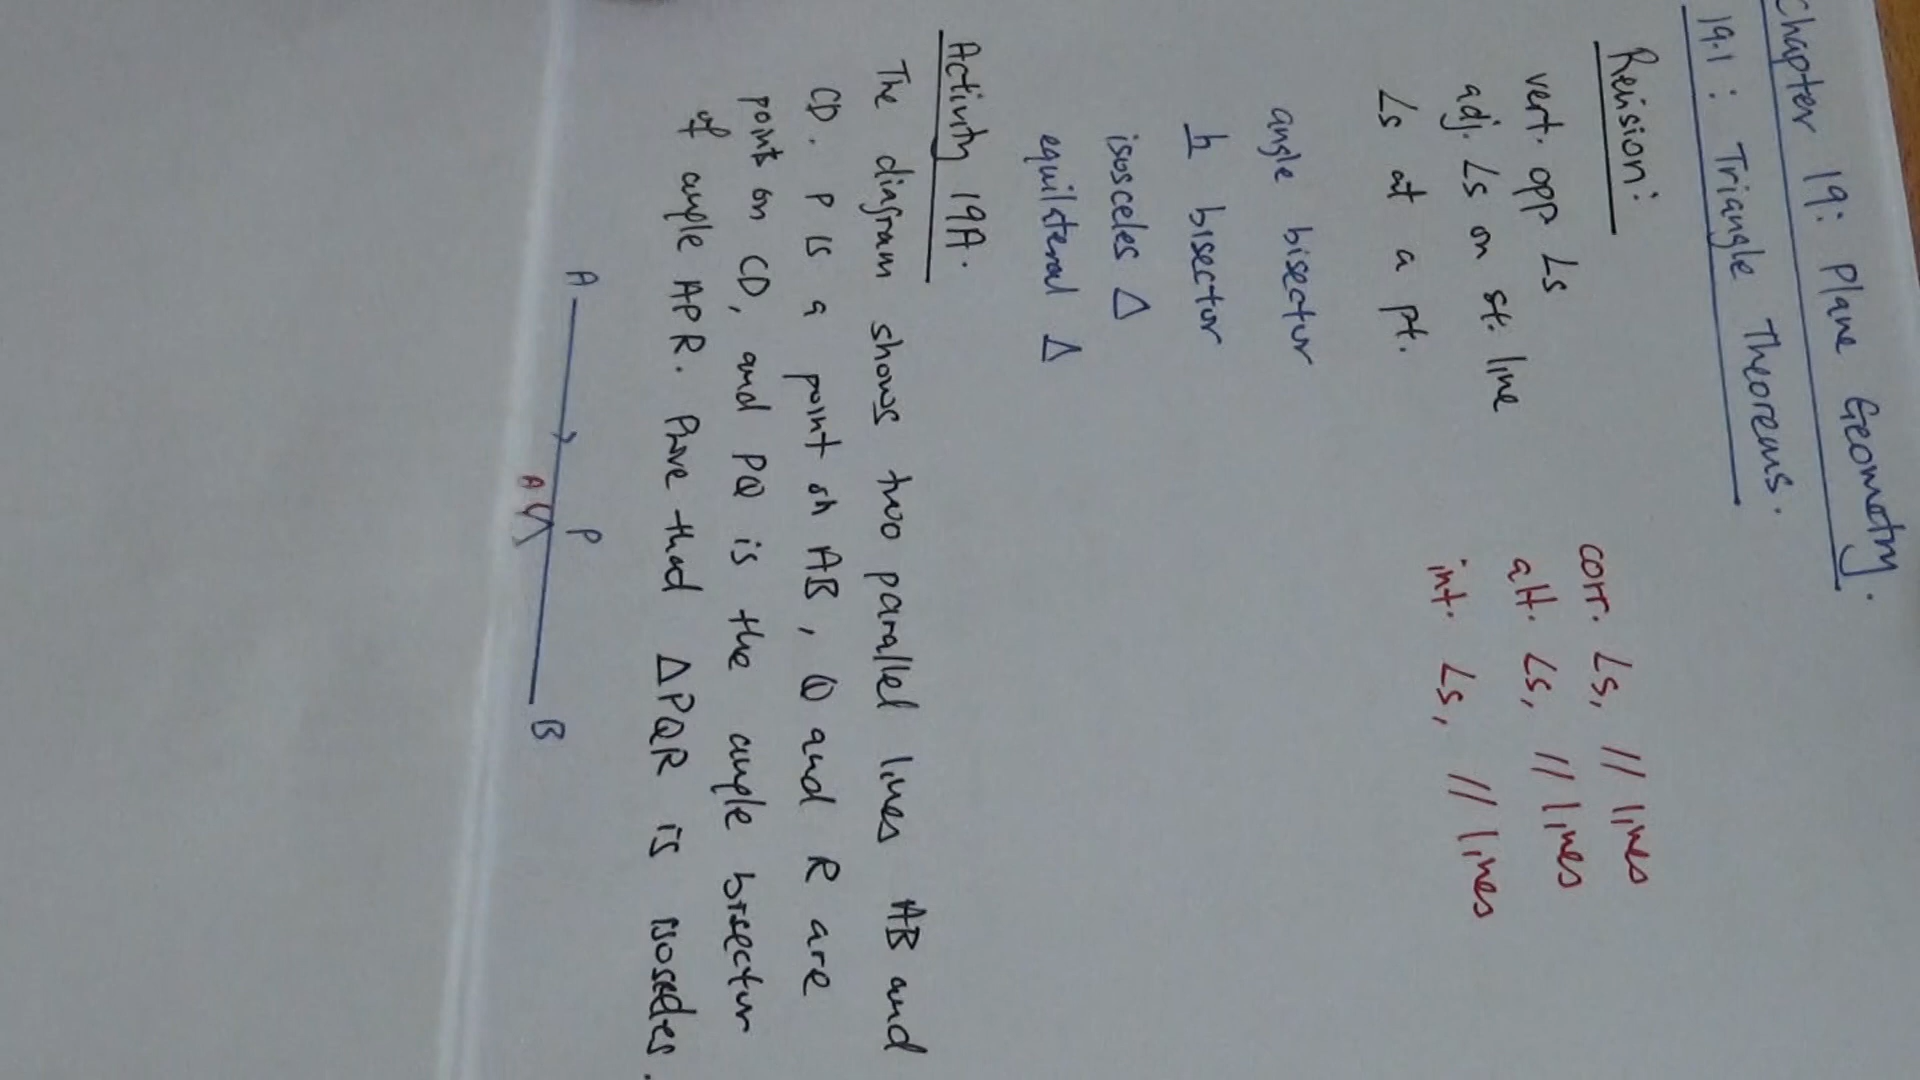 Chapter 19: Plane Geometry.
19.1: Triangle Theorems.
Revision:
vert. opp ∠s
adj. ∠s on st. line
∠s at a pt.
corr. ∠s, // lines
alt. ∠s, // lines
int. ∠s, // lines
angle bisector
⊥ bisector
isosceles Δ
equilateral Δ
Activity 19A.
The diagram shows two parallel lines AB and
CD. P is a point on AB, Q and R are
points on CD, and PQ is the angle bisector
of angle APR. Prove that ΔPQR is isosceles.
A
P
B
A